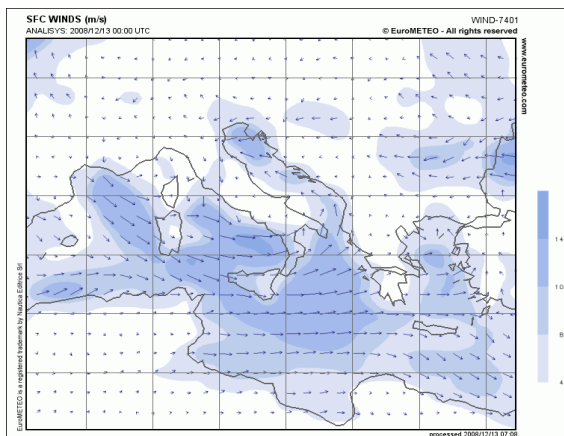 SFC WINDS (m/s)
WIND-7401
ANALISYS: 2008/12/13 00:00 UTC
© EuroMETEO - All rights reserved
www.eurometeo.com
EuroMETEO is a registered trademark by Nautica Editrice Srl
14
10
6
4
processed 2008/12/13 07:08